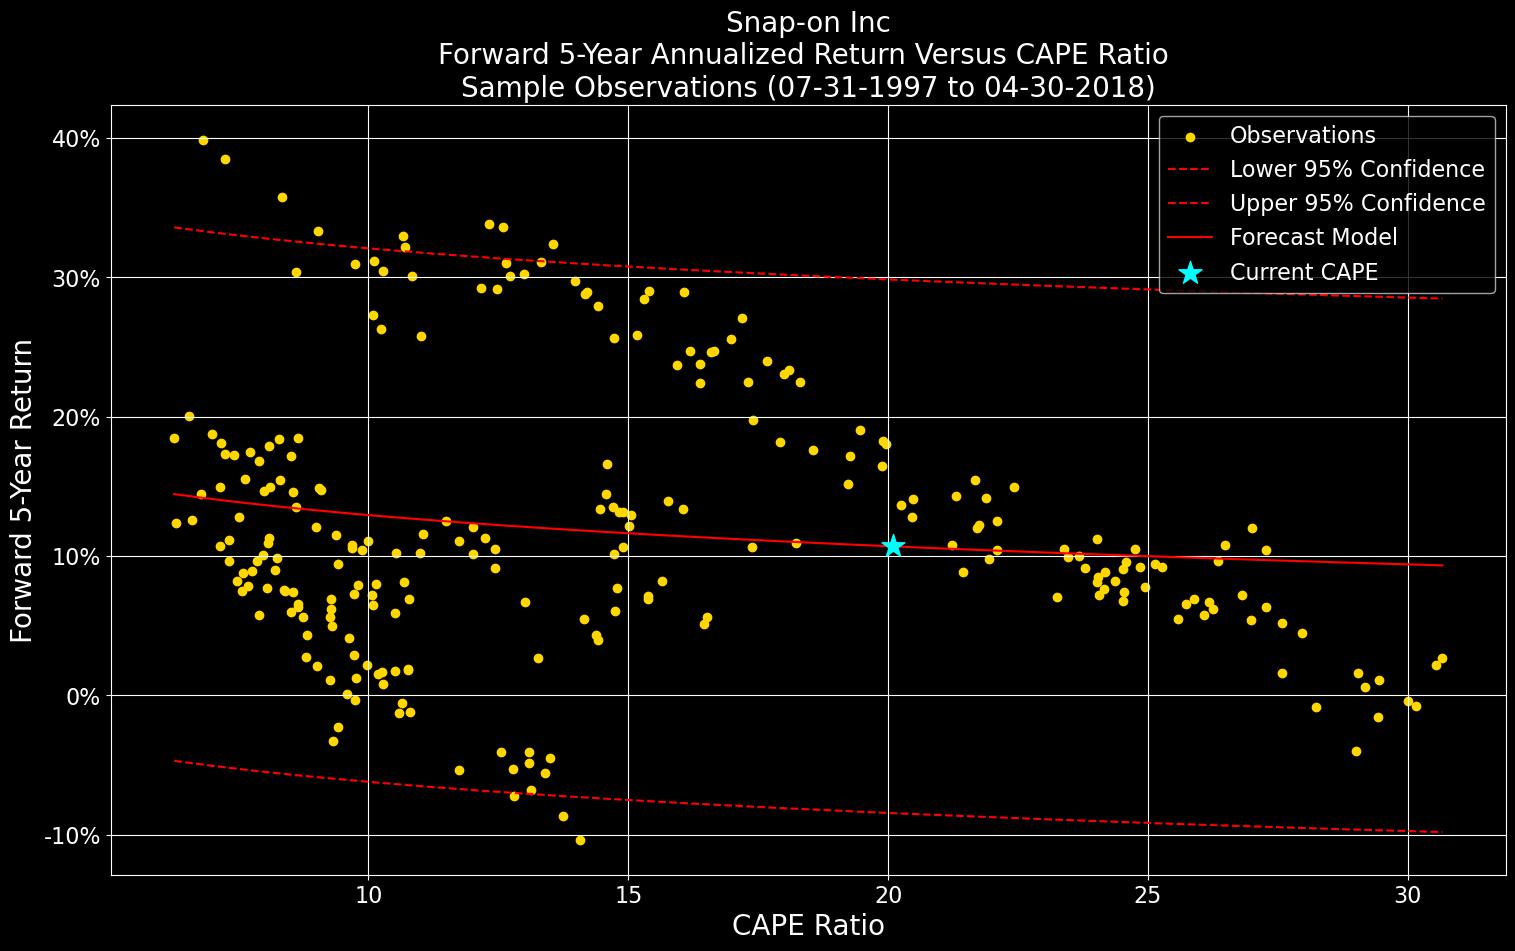 Snap-on Inc
Forward 5-Year Annualized Return Versus CAPE Ratio
Sample Observations (07-31-1997 to 04-30-2018)
Observations
Lower 95% Confidence
Upper 95% Confidence
Forecast Model
Current CAPE
Forward 5-Year Return
40%
30%
20%
10%
0%
-10%
10
15
20
25
30
CAPE Ratio